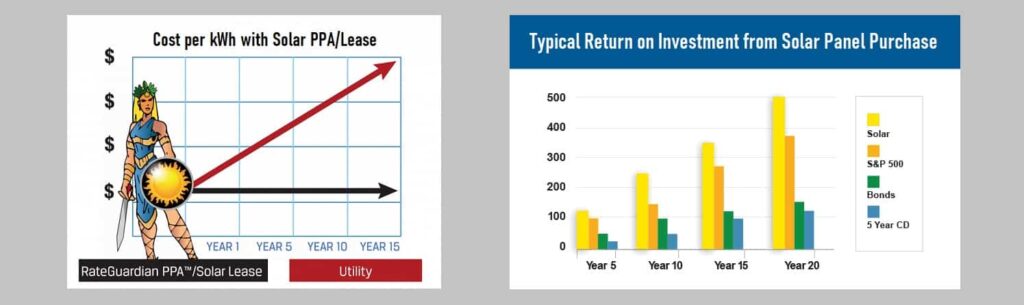 Cost per kWh with Solar PPA/Lease
$
$
$
$
YEAR 1 YEAR 5 YEAR 10 YEAR 15
RateGuardian PPA™/Solar Lease
Utility
Typical Return on Investment from Solar Panel Purchase
500
400
300
200
100
0
Year 5 Year 10 Year 15 Year 20
Solar
S&P 500
Bonds
5 Year CD